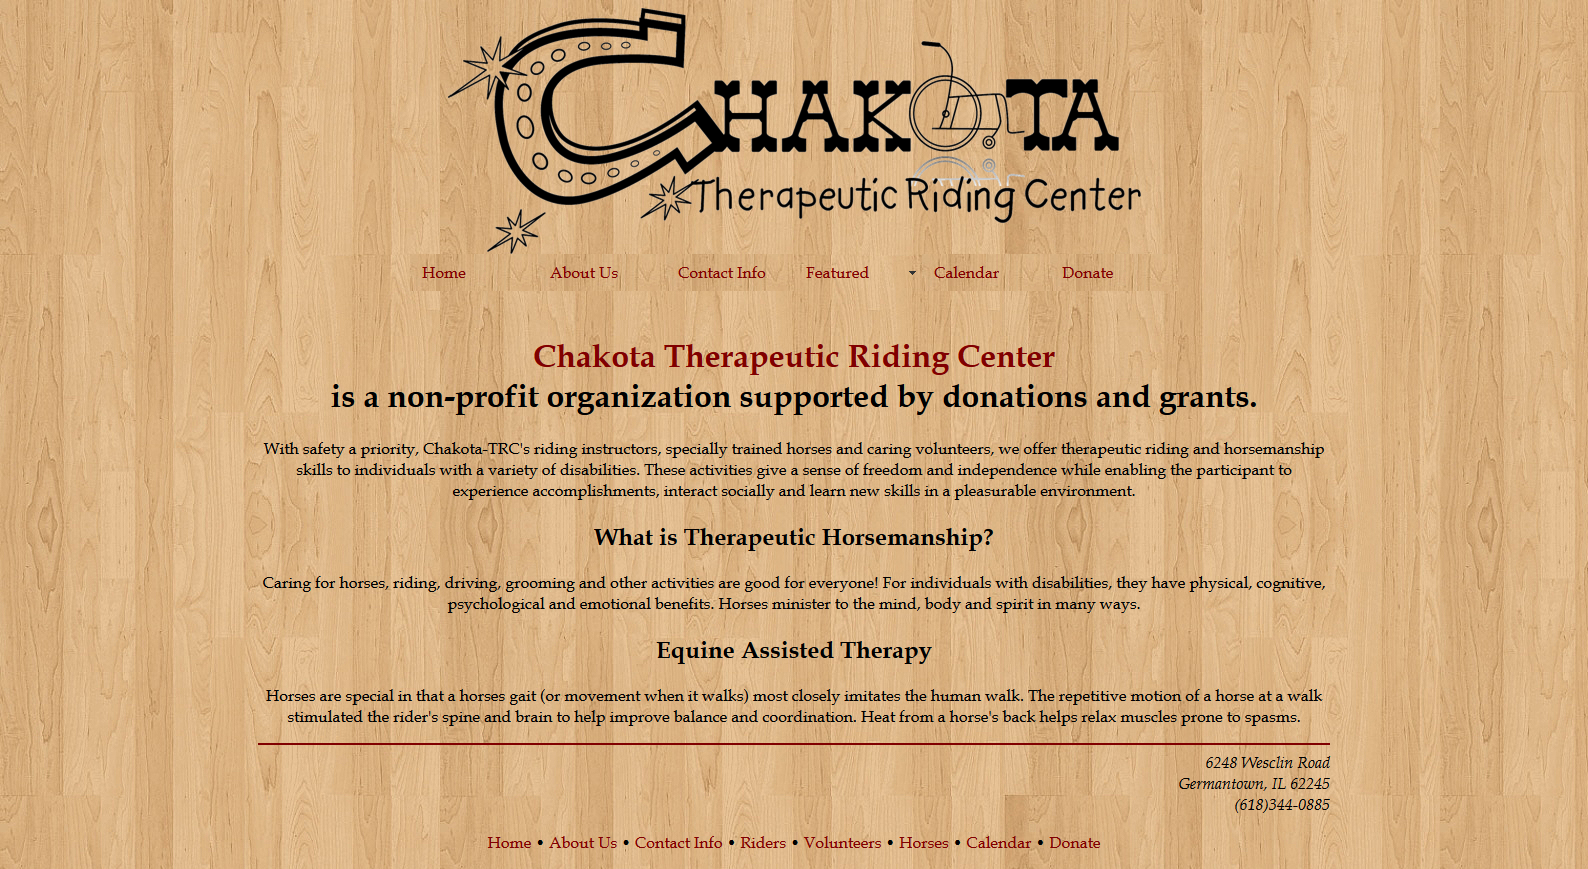 CHAKOTA
Therapeutic Riding Center
Home About Us Contact Info Featured Calendar Donate
Chakota Therapeutic Riding Center
is a non-profit organization supported by donations and grants.
With safety a priority, Chakota-TRC's riding instructors, specially trained horses and caring volunteers, we offer therapeutic riding and horsemanship
skills to individuals with a variety of disabilities. These activities give a sense of freedom and independence while enabling the participant to
experience accomplishments, interact socially and learn new skills in a pleasurable environment.
What is Therapeutic Horsemanship?
Caring for horses, riding, driving, grooming and other activities are good for everyone! For individuals with disabilities, they have physical, cognitive,
psychological and emotional benefits. Horses minister to the mind, body and spirit in many ways.
Equine Assisted Therapy
Horses are special in that a horses gait (or movement when it walks) most closely imitates the human walk. The repetitive motion of a horse at a walk
stimulated the rider's spine and brain to help improve balance and coordination. Heat from a horse's back helps relax muscles prone to spasms.
6248 Wesclin Road
Germantown, IL 62245
(618)344-0885
Home • About Us • Contact Info • Riders • Volunteers • Horses • Calendar • Donate